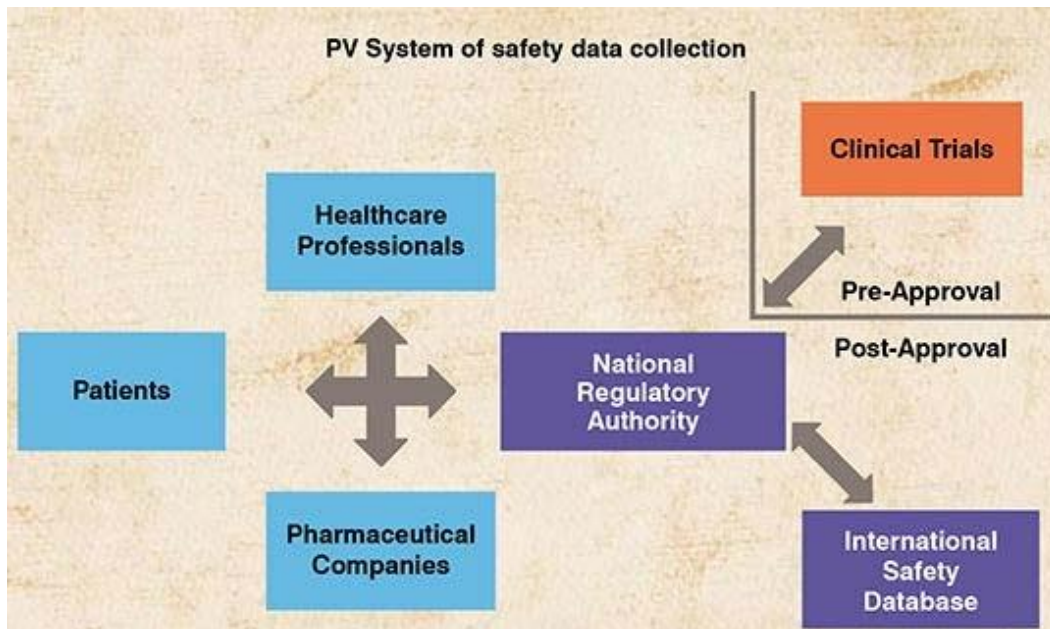 PV System of safety data collection
Clinical Trials
Healthcare
Professionals
Pre-Approval
Post-Approval
Patients
National
Regulatory
Authority
Pharmaceutical
Companies
International
Safety
Database